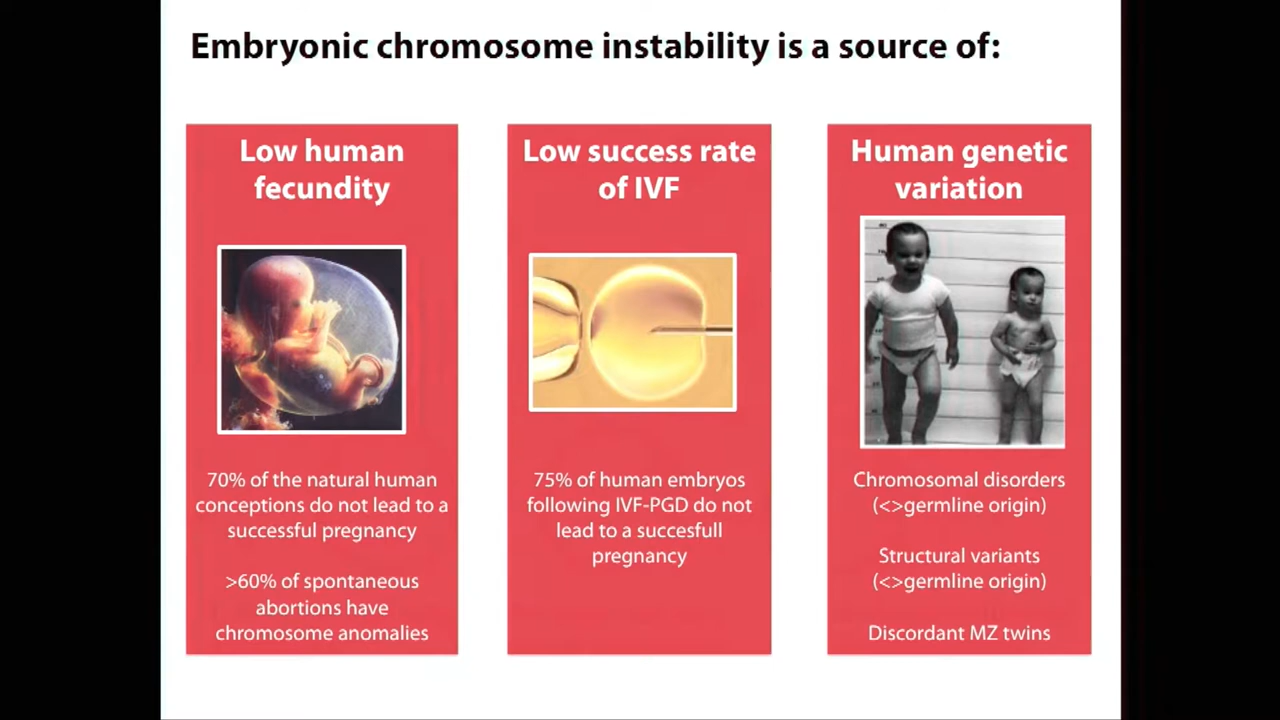 Embryonic chromosome instability is a source of:
Low human
fecundity
70% of the natural human
conceptions do not lead to a
successful pregnancy
>60% of spontaneous
abortions have
chromosome anomalies
Low success rate
of IVF
75% of human embryos
following IVF-PGD do not
lead to a succesfull
pregnancy
Human genetic
variation
Chromosomal disorders
(<>germline origin)
Structural variants
(<>germline origin)
Discordant MZ twins